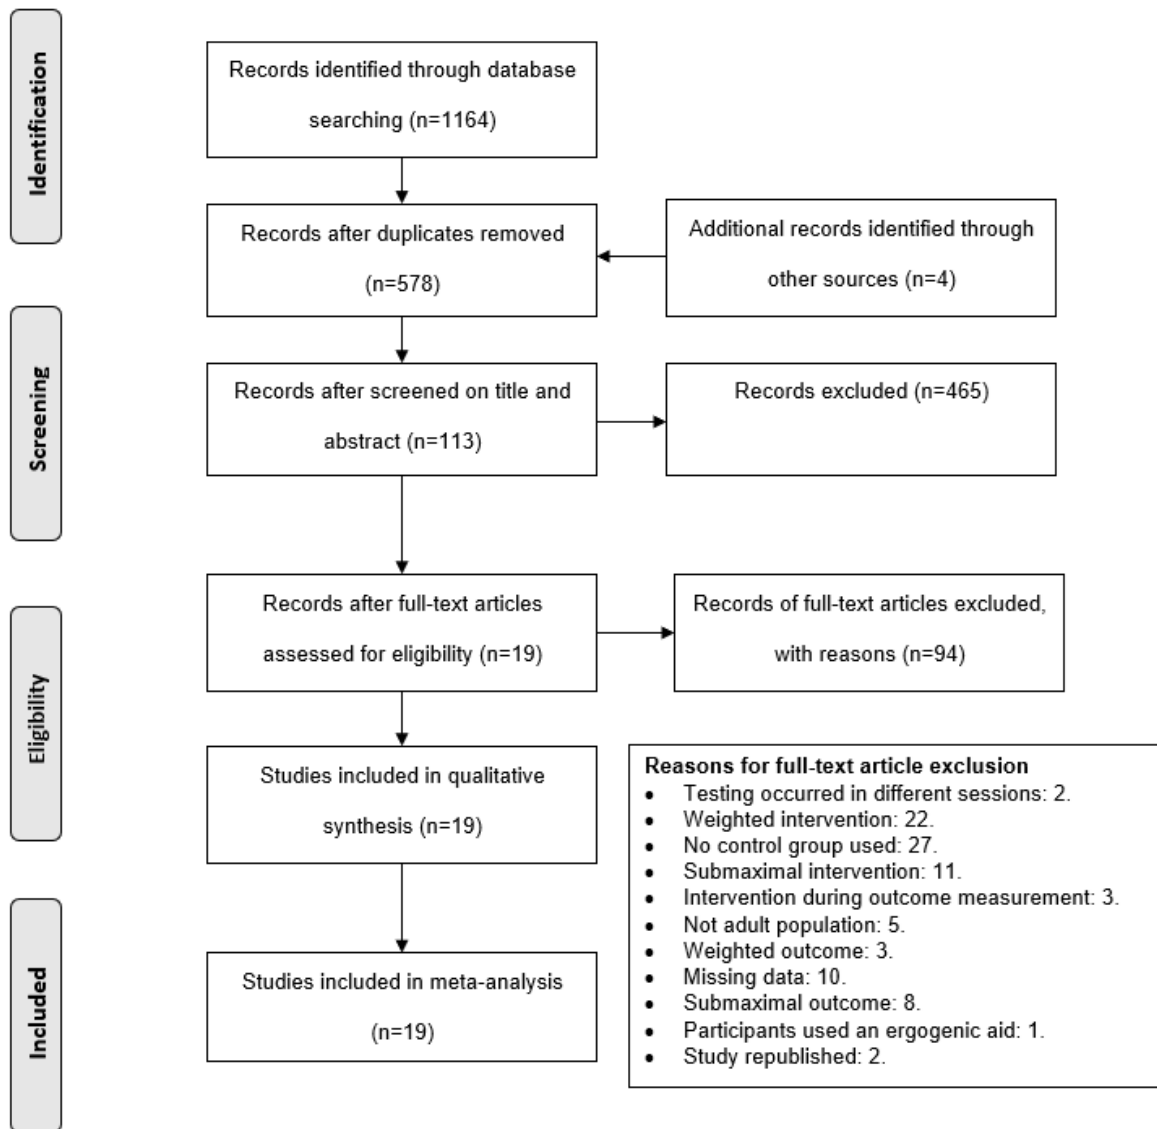 Identification
Records identified through database
searching (n=1164)
Records after duplicates removed
(n=578)
Additional records identified through
other sources (n=4)
Screening
Records after screened on title and
abstract (n=113)
Records excluded (n=465)
Eligibility
Records after full-text articles
assessed for eligibility (n=19)
Records of full-text articles excluded,
with reasons (n=94)
Studies included in qualitative
synthesis (n=19)
Reasons for full-text article exclusion
• Testing occurred in different sessions: 2.
• Weighted intervention: 22.
• No control group used: 27.
• Submaximal intervention: 11.
• Intervention during outcome measurement: 3.
• Not adult population: 5.
• Weighted outcome: 3.
• Missing data: 10.
• Submaximal outcome: 8.
• Participants used an ergogenic aid: 1.
• Study republished: 2.
Included
Studies included in meta-analysis
(n=19)